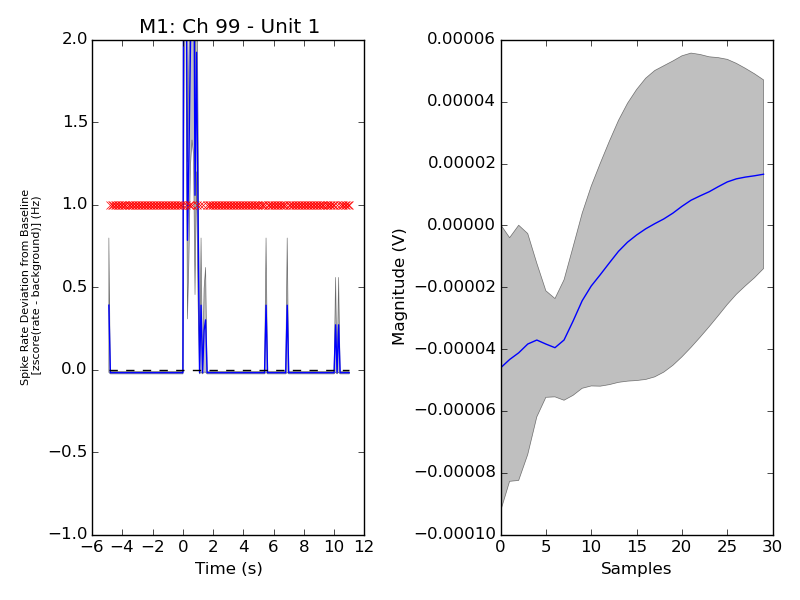 M1: Ch 99 - Unit 1
2.0
1.5
1.0
0.5
0.0
−0.5
−1.0
−6 −4 −2 0 2 4 6 8 10 12
Time (s)
Spike Rate Deviation from Baseline
[zscore(rate - background)] (Hz)
0.00006
0.00004
0.00002
0.00000
−0.00002
−0.00004
−0.00006
−0.00008
−0.00010
0 5 10 15 20 25 30
Samples
Magnitude (V)